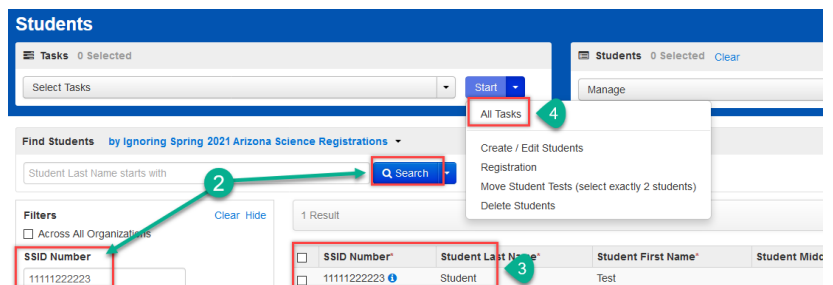 Students
Tasks 0 Selected
Students 0 Selected Clear
Select Tasks
Start
Manage
All Tasks
4
Find Students by Ignoring Spring 2021 Arizona Science Registrations
Create / Edit Students
Registration
Move Student Tests (select exactly 2 students)
Delete Students
Student Last Name starts with
2
Search
Filters
Clear Hide
1 Result
Across All Organizations
SSID Number
SSID Number*
Student Last Name*
Student First Name*
Student Midd
3
11111222223
11111222223
Student
Test